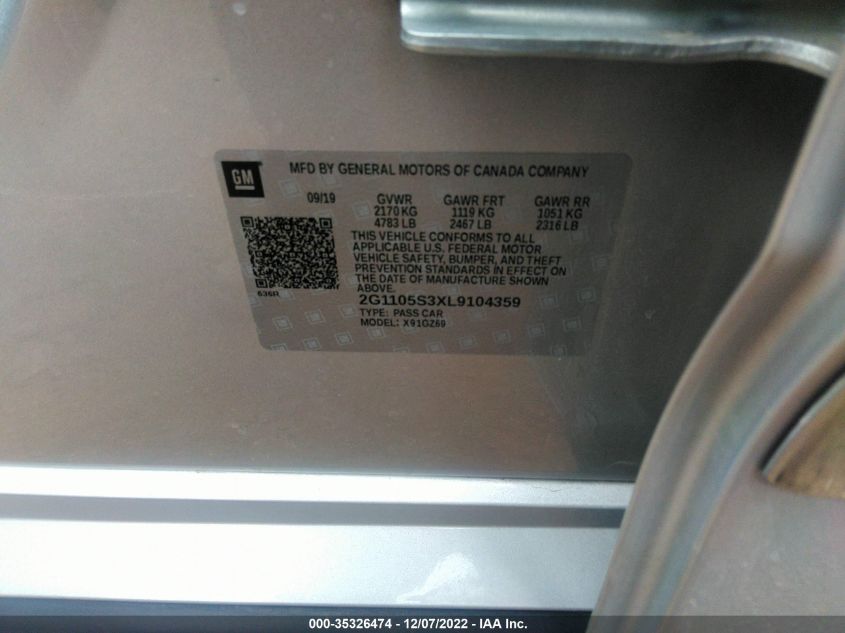 GM
MFD BY GENERAL MOTORS OF CANADA COMPANY
09/19 GVWR GAWR FRT GAWR RR
2170 KG 1119 KG 1051 KG
4783 LB 2467 LB 2316 LB
THIS VEHICLE CONFORMS TO ALL
APPLICABLE U.S. FEDERAL MOTOR
VEHICLE SAFETY, BUMPER, AND THEFT
PREVENTION STANDARDS IN EFFECT ON
THE DATE OF MANUFACTURE SHOWN
ABOVE.
636R
2G1105S3XL9104359
TYPE: PASS CAR
MODEL: X91GZ69
000-35326474 - 12/07/2022 - IAA Inc.